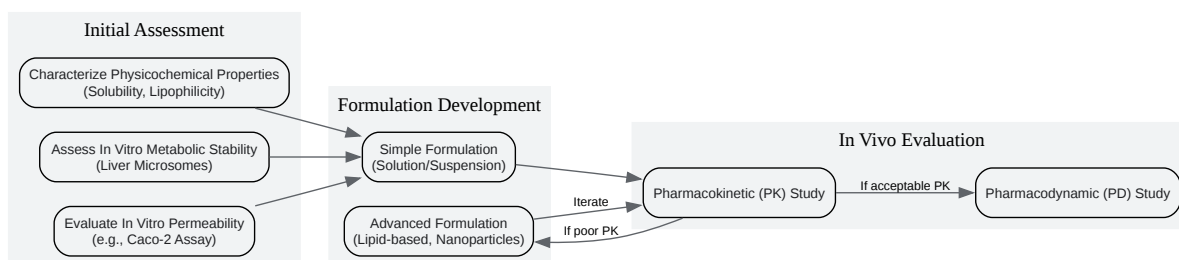 Initial Assessment
Characterize Physicochemical Properties
(Solubility, Lipophilicity)
Assess In Vitro Metabolic Stability
(Liver Microsomes)
Evaluate In Vitro Permeability
(e.g., Caco-2 Assay)
Formulation Development
Simple Formulation
(Solution/Suspension)
Advanced Formulation
(Lipid-based, Nanoparticles)
Iterate
If poor PK
In Vivo Evaluation
Pharmacokinetic (PK) Study
If acceptable PK
Pharmacodynamic (PD) Study